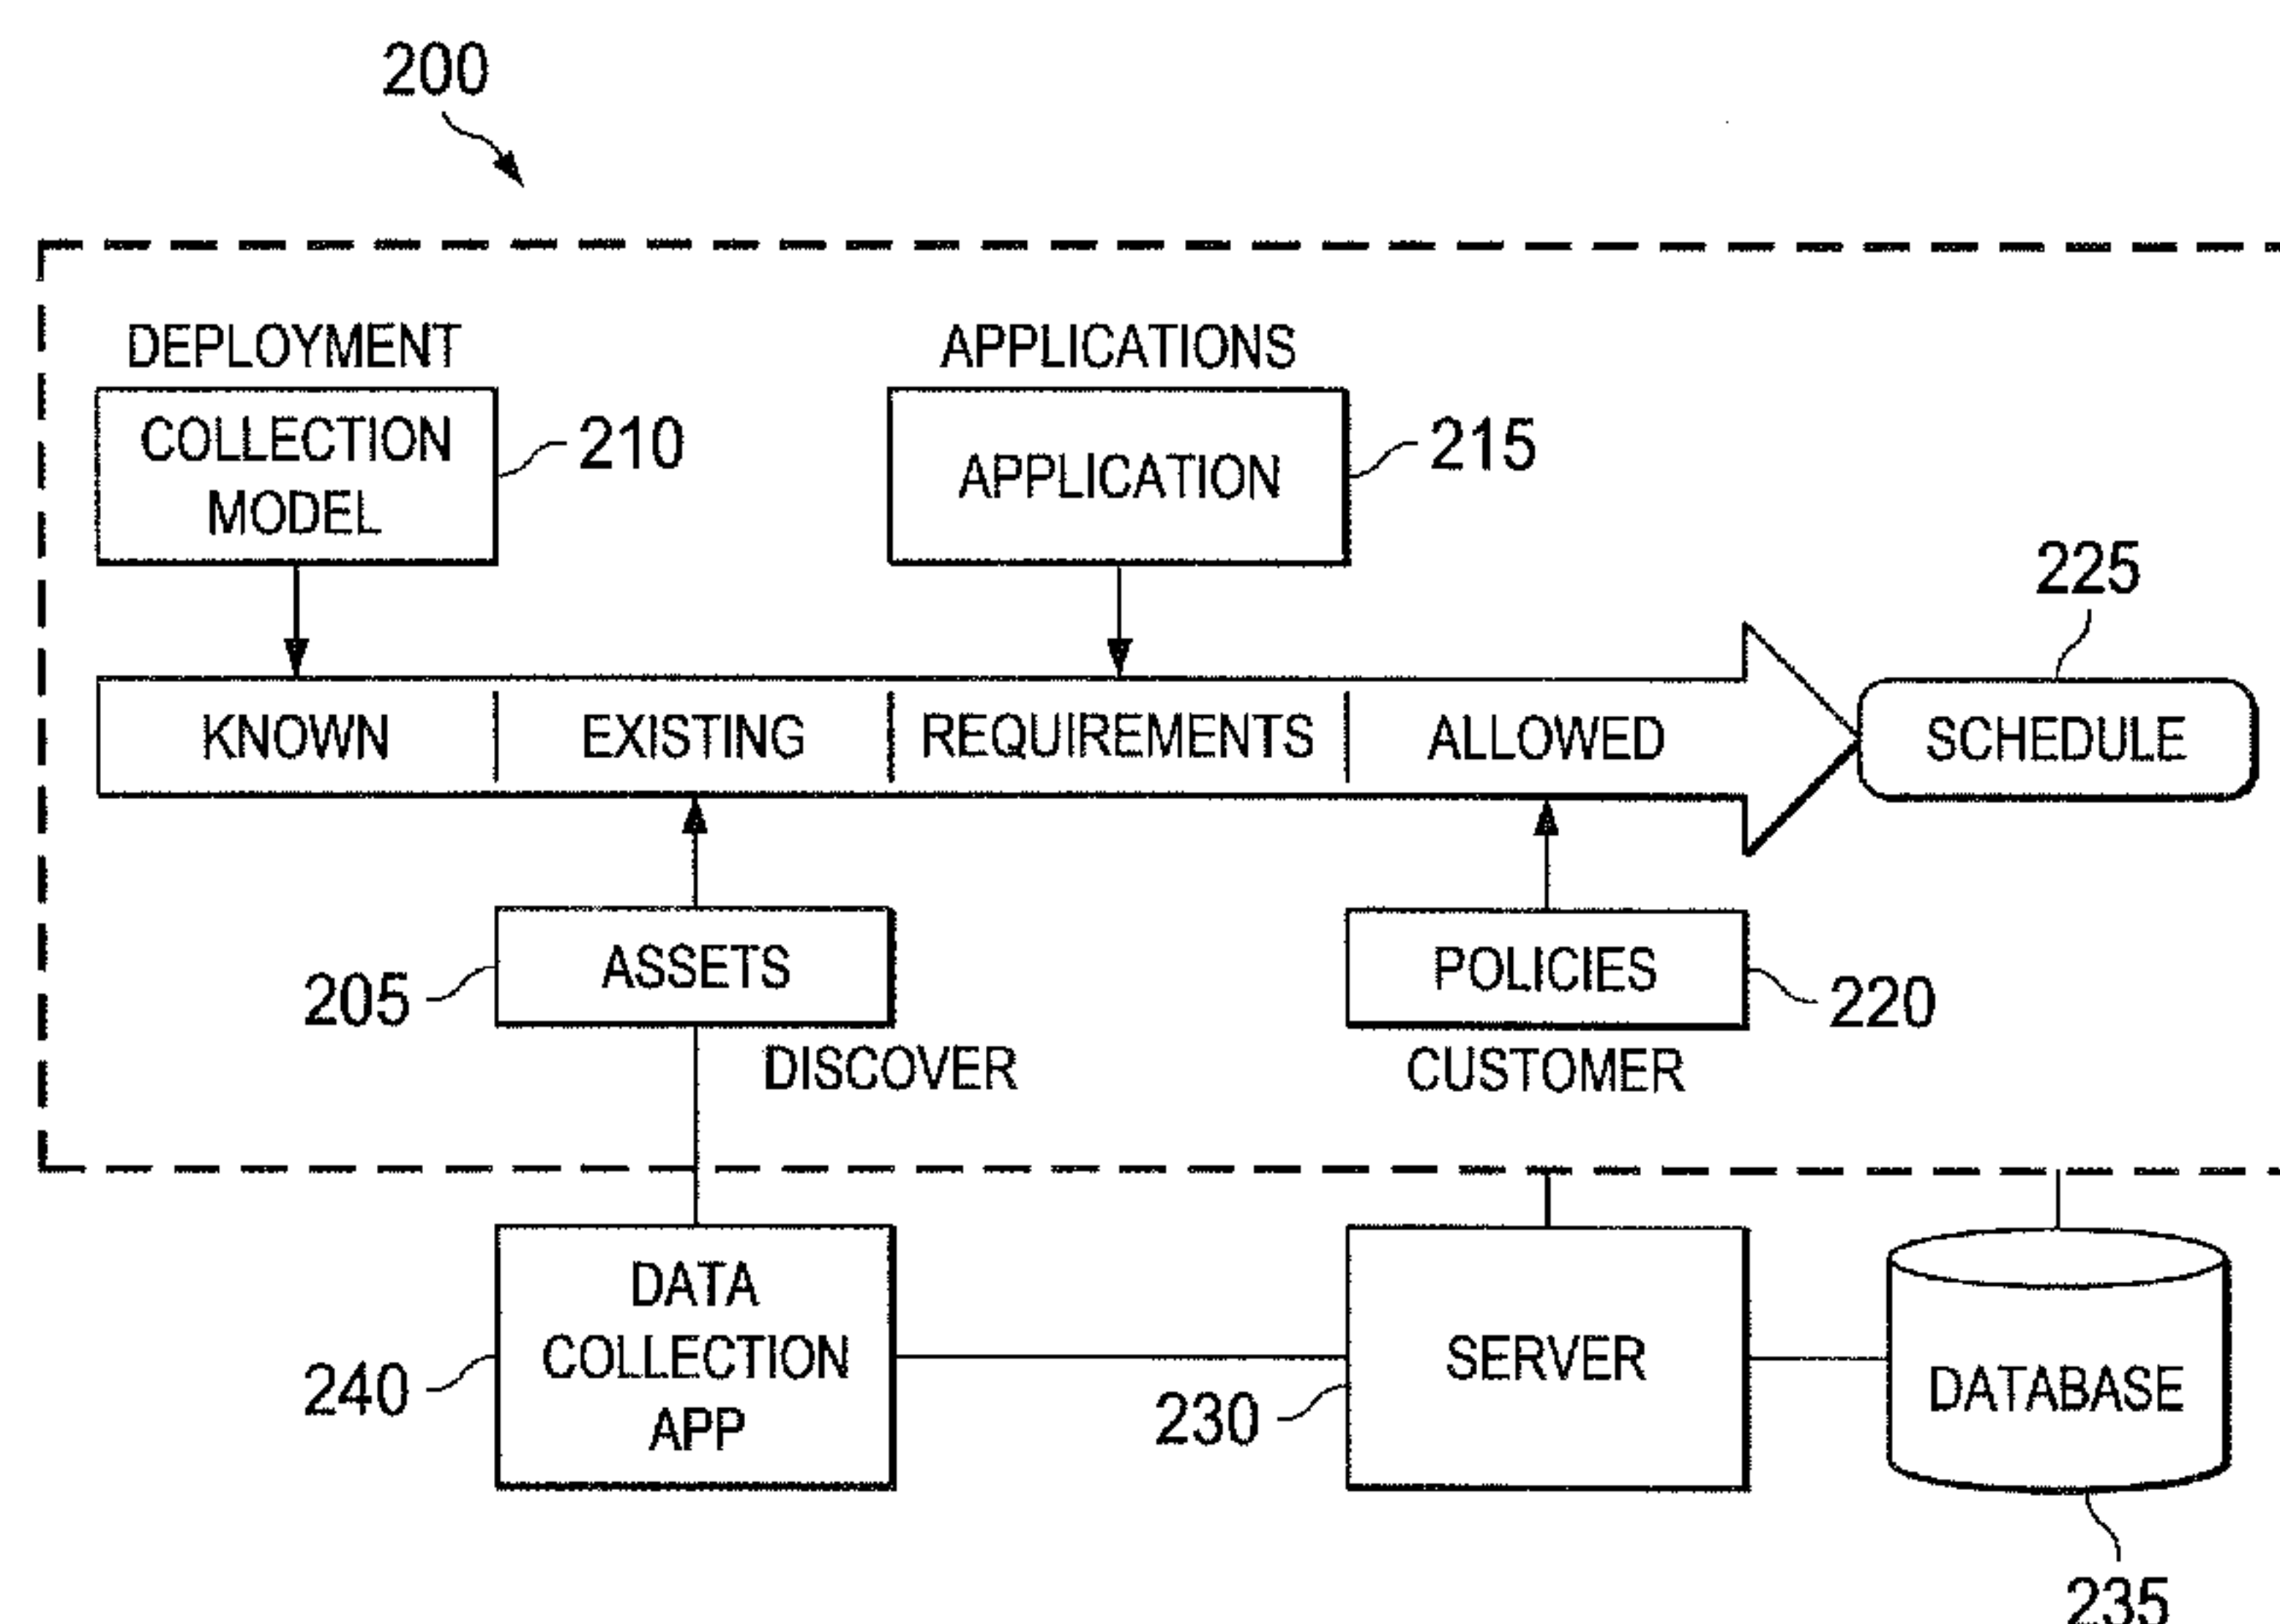 200
DEPLOYMENT
APPLICATIONS
COLLECTION
MODEL
210
APPLICATION
215
225
KNOWN
EXISTING
REQUIREMENTS
ALLOWED
SCHEDULE
205
ASSETS
POLICIES
220
DISCOVER
CUSTOMER
240
DATA
COLLECTION
APP
230
SERVER
DATABASE
235